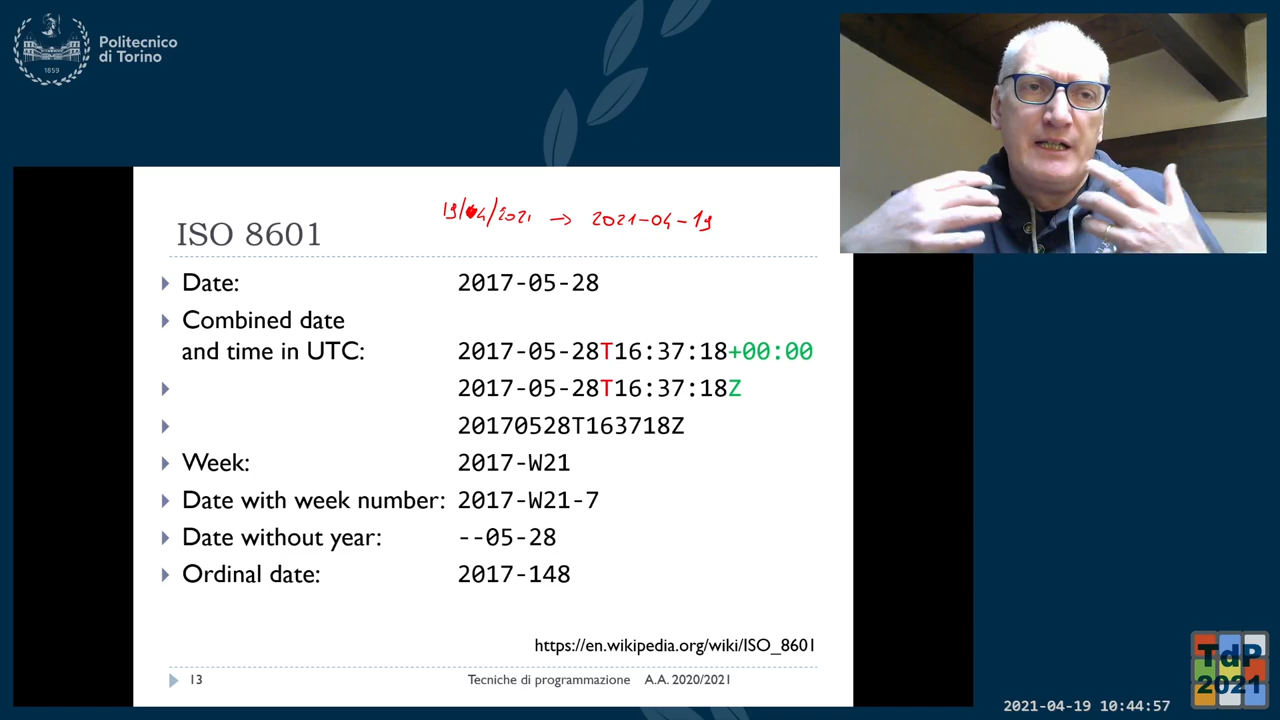 Politecnico
di Torino
1859
19/04/2021 → 2021-04-19
ISO 8601
Date: 2017-05-28
Combined date
and time in UTC: 2017-05-28T16:37:18+00:00
2017-05-28T16:37:18Z
20170528T163718Z
Week: 2017-W21
Date with week number: 2017-W21-7
Date without year: --05-28
Ordinal date: 2017-148
https://en.wikipedia.org/wiki/ISO_8601
13 Tecniche di programmazione A.A. 2020/2021
TdP
2021
2021-04-19 10:44:57